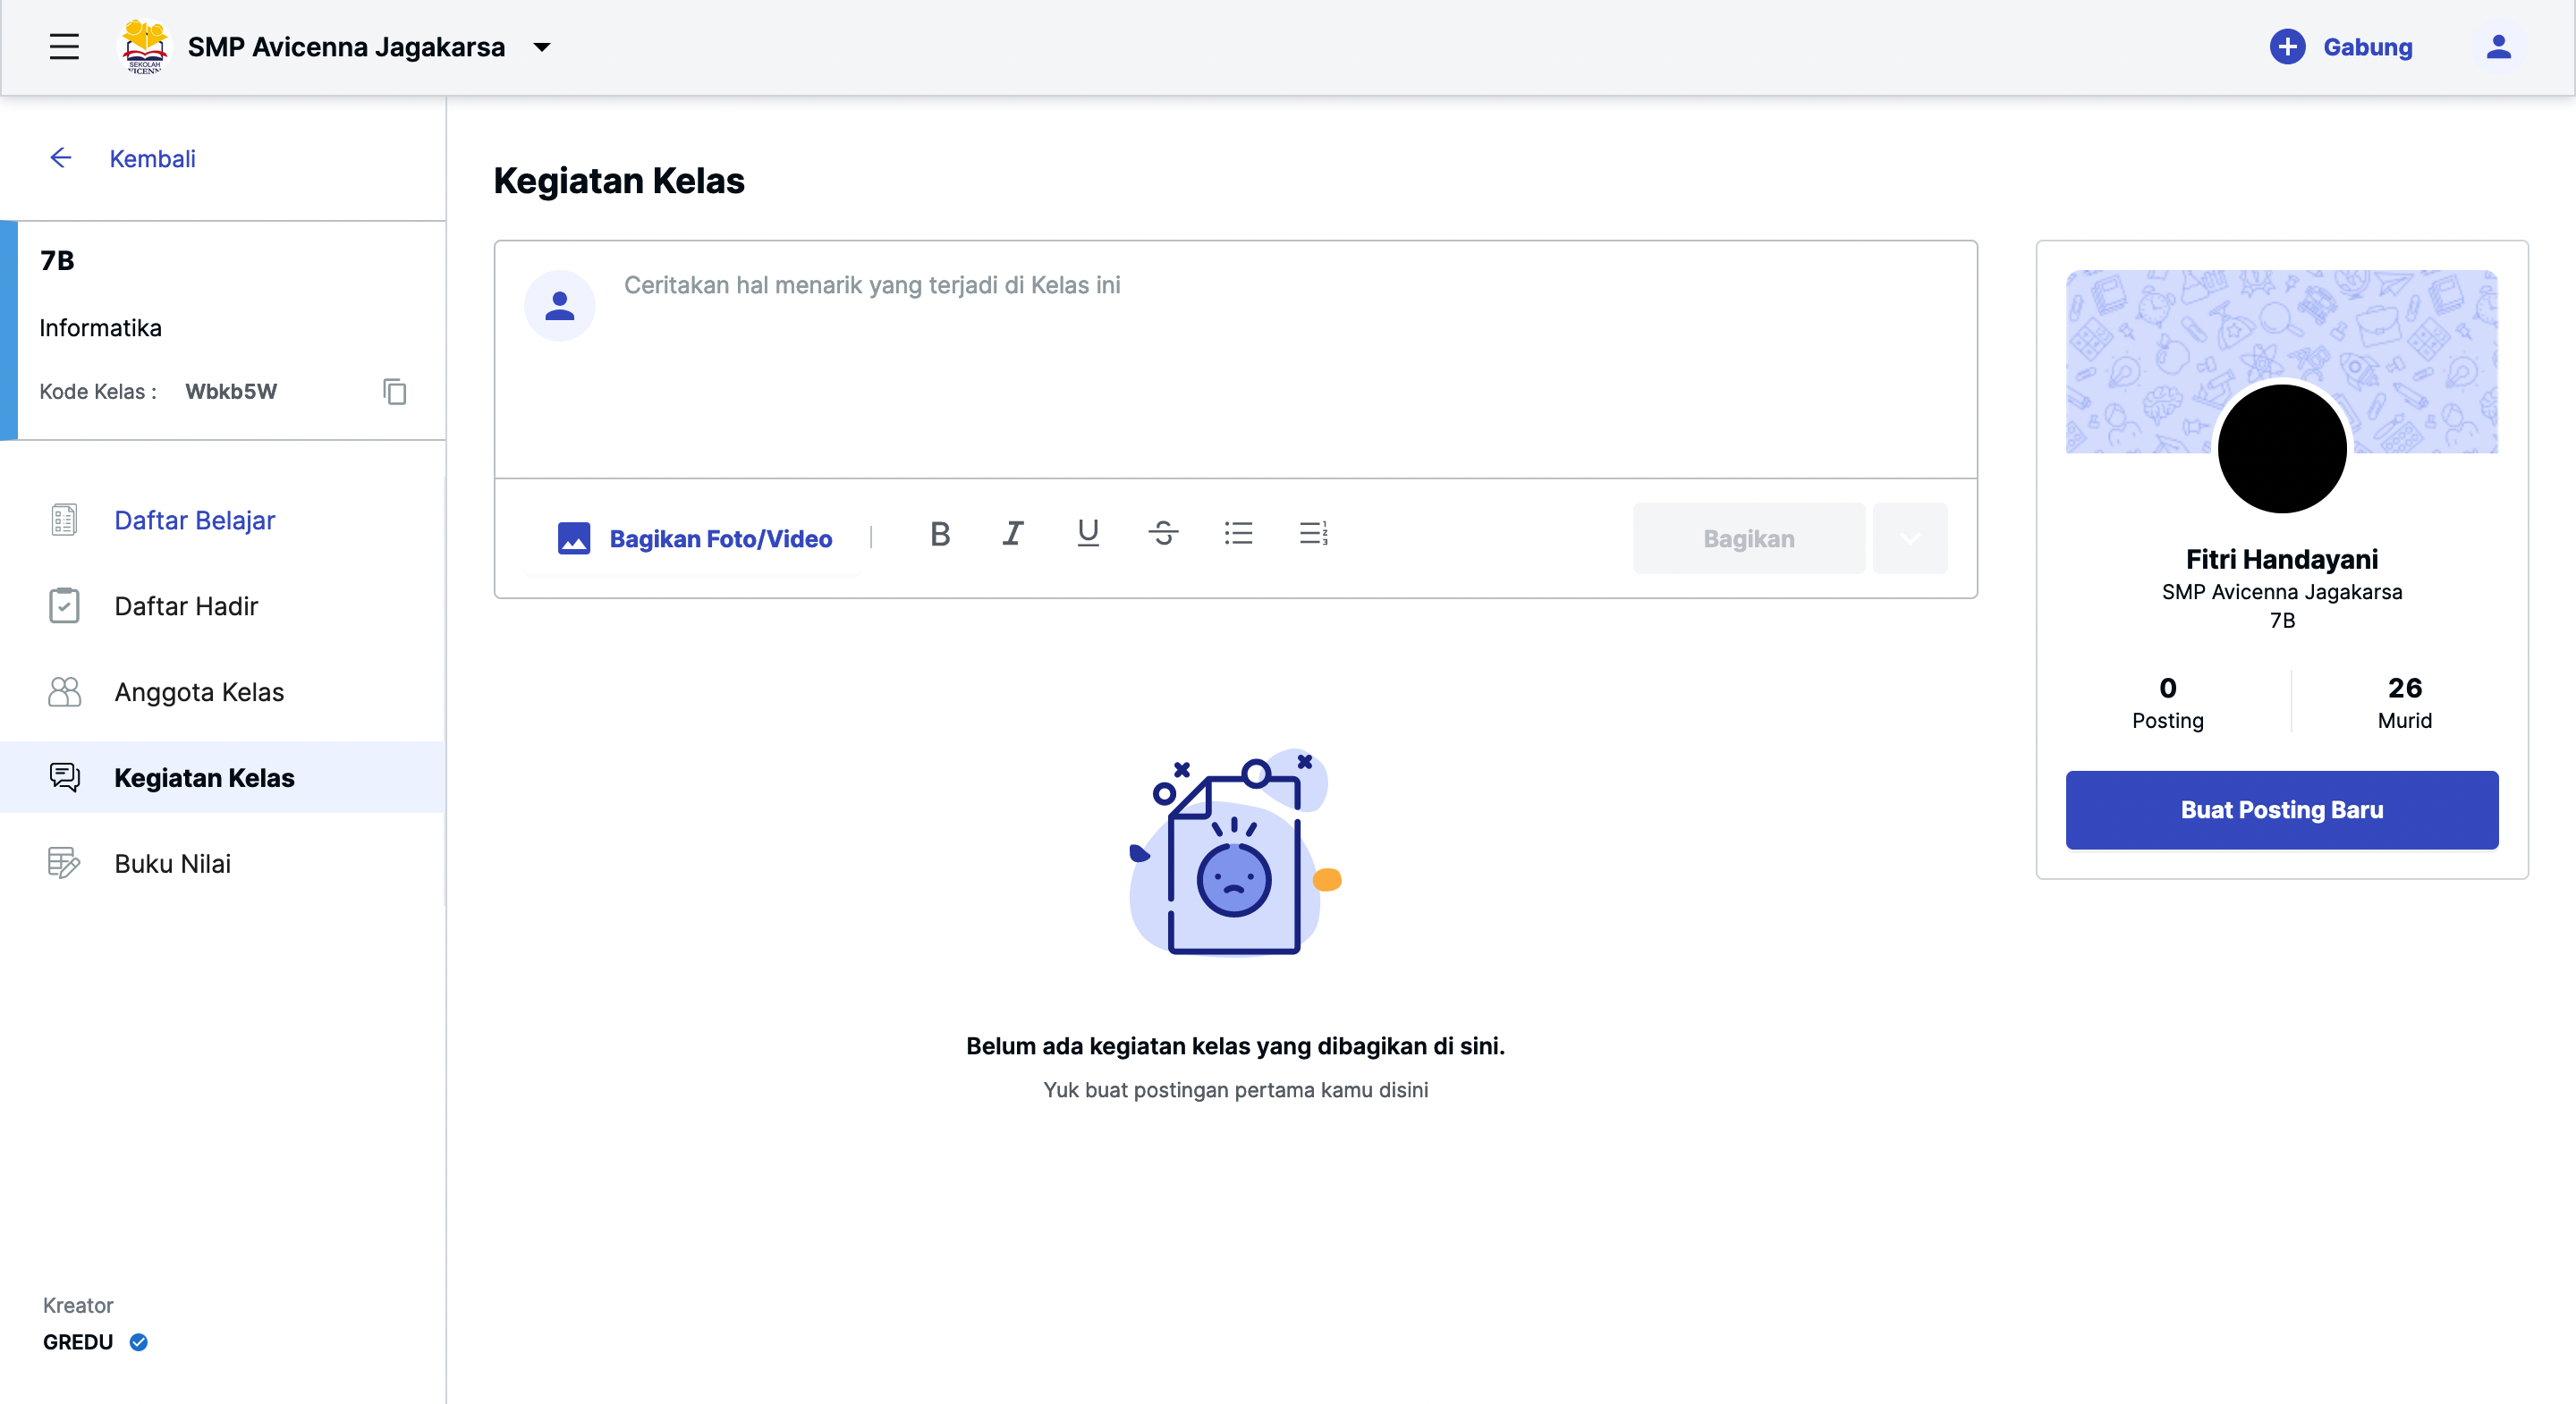 SMP Avicenna Jagakarsa
Gabung
Kembali
7B
Informatika
Kode Kelas : Wbkb5W
Daftar Belajar
Daftar Hadir
Anggota Kelas
Kegiatan Kelas
Buku Nilai
Kreator
GREDU
Kegiatan Kelas
Ceritakan hal menarik yang terjadi di Kelas ini
Bagikan Foto/Video
Bagikan
Belum ada kegiatan kelas yang dibagikan di sini.
Yuk buat postingan pertama kamu disini
Fitri Handayani
SMP Avicenna Jagakarsa
7B
0 26
Posting Murid
Buat Posting Baru